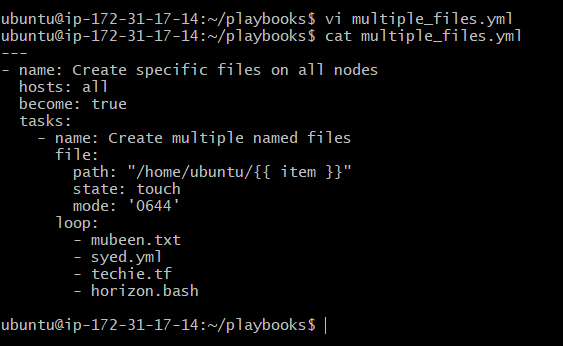 ubuntu@ip-172-31-17-14:~/playbooks$ vi multiple_files.yml
ubuntu@ip-172-31-17-14:~/playbooks$ cat multiple_files.yml
---
- name: Create specific files on all nodes
  hosts: all
  become: true
  tasks:
    - name: Create multiple named files
      file:
        path: "/home/ubuntu/{{ item }}"
        state: touch
        mode: '0644'
      loop:
        - mubeen.txt
        - syed.yml
        - techie.tf
        - horizon.bash
ubuntu@ip-172-31-17-14:~/playbooks$